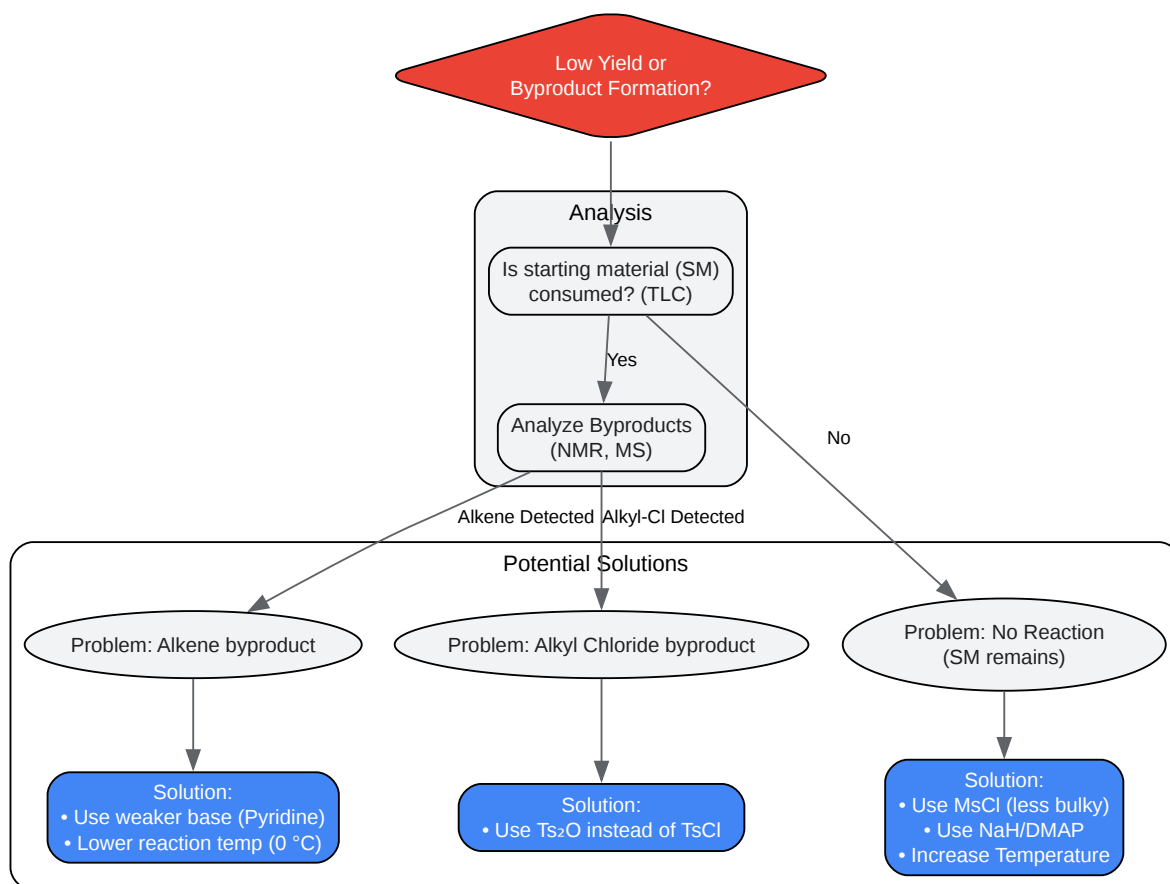 Low Yield or
Byproduct Formation?
Analysis
Is starting material (SM)
consumed? (TLC)
Yes
Analyze Byproducts
(NMR, MS)
No
Alkene Detected
Alkyl-Cl Detected
Potential Solutions
Problem: Alkene byproduct
Problem: Alkyl Chloride byproduct
Problem: No Reaction
(SM remains)
Solution:
• Use weaker base (Pyridine)
• Lower reaction temp (0 °C)
Solution:
• Use Ts₂O instead of TsCl
Solution:
• Use MsCl (less bulky)
• Use NaH/DMAP
• Increase Temperature